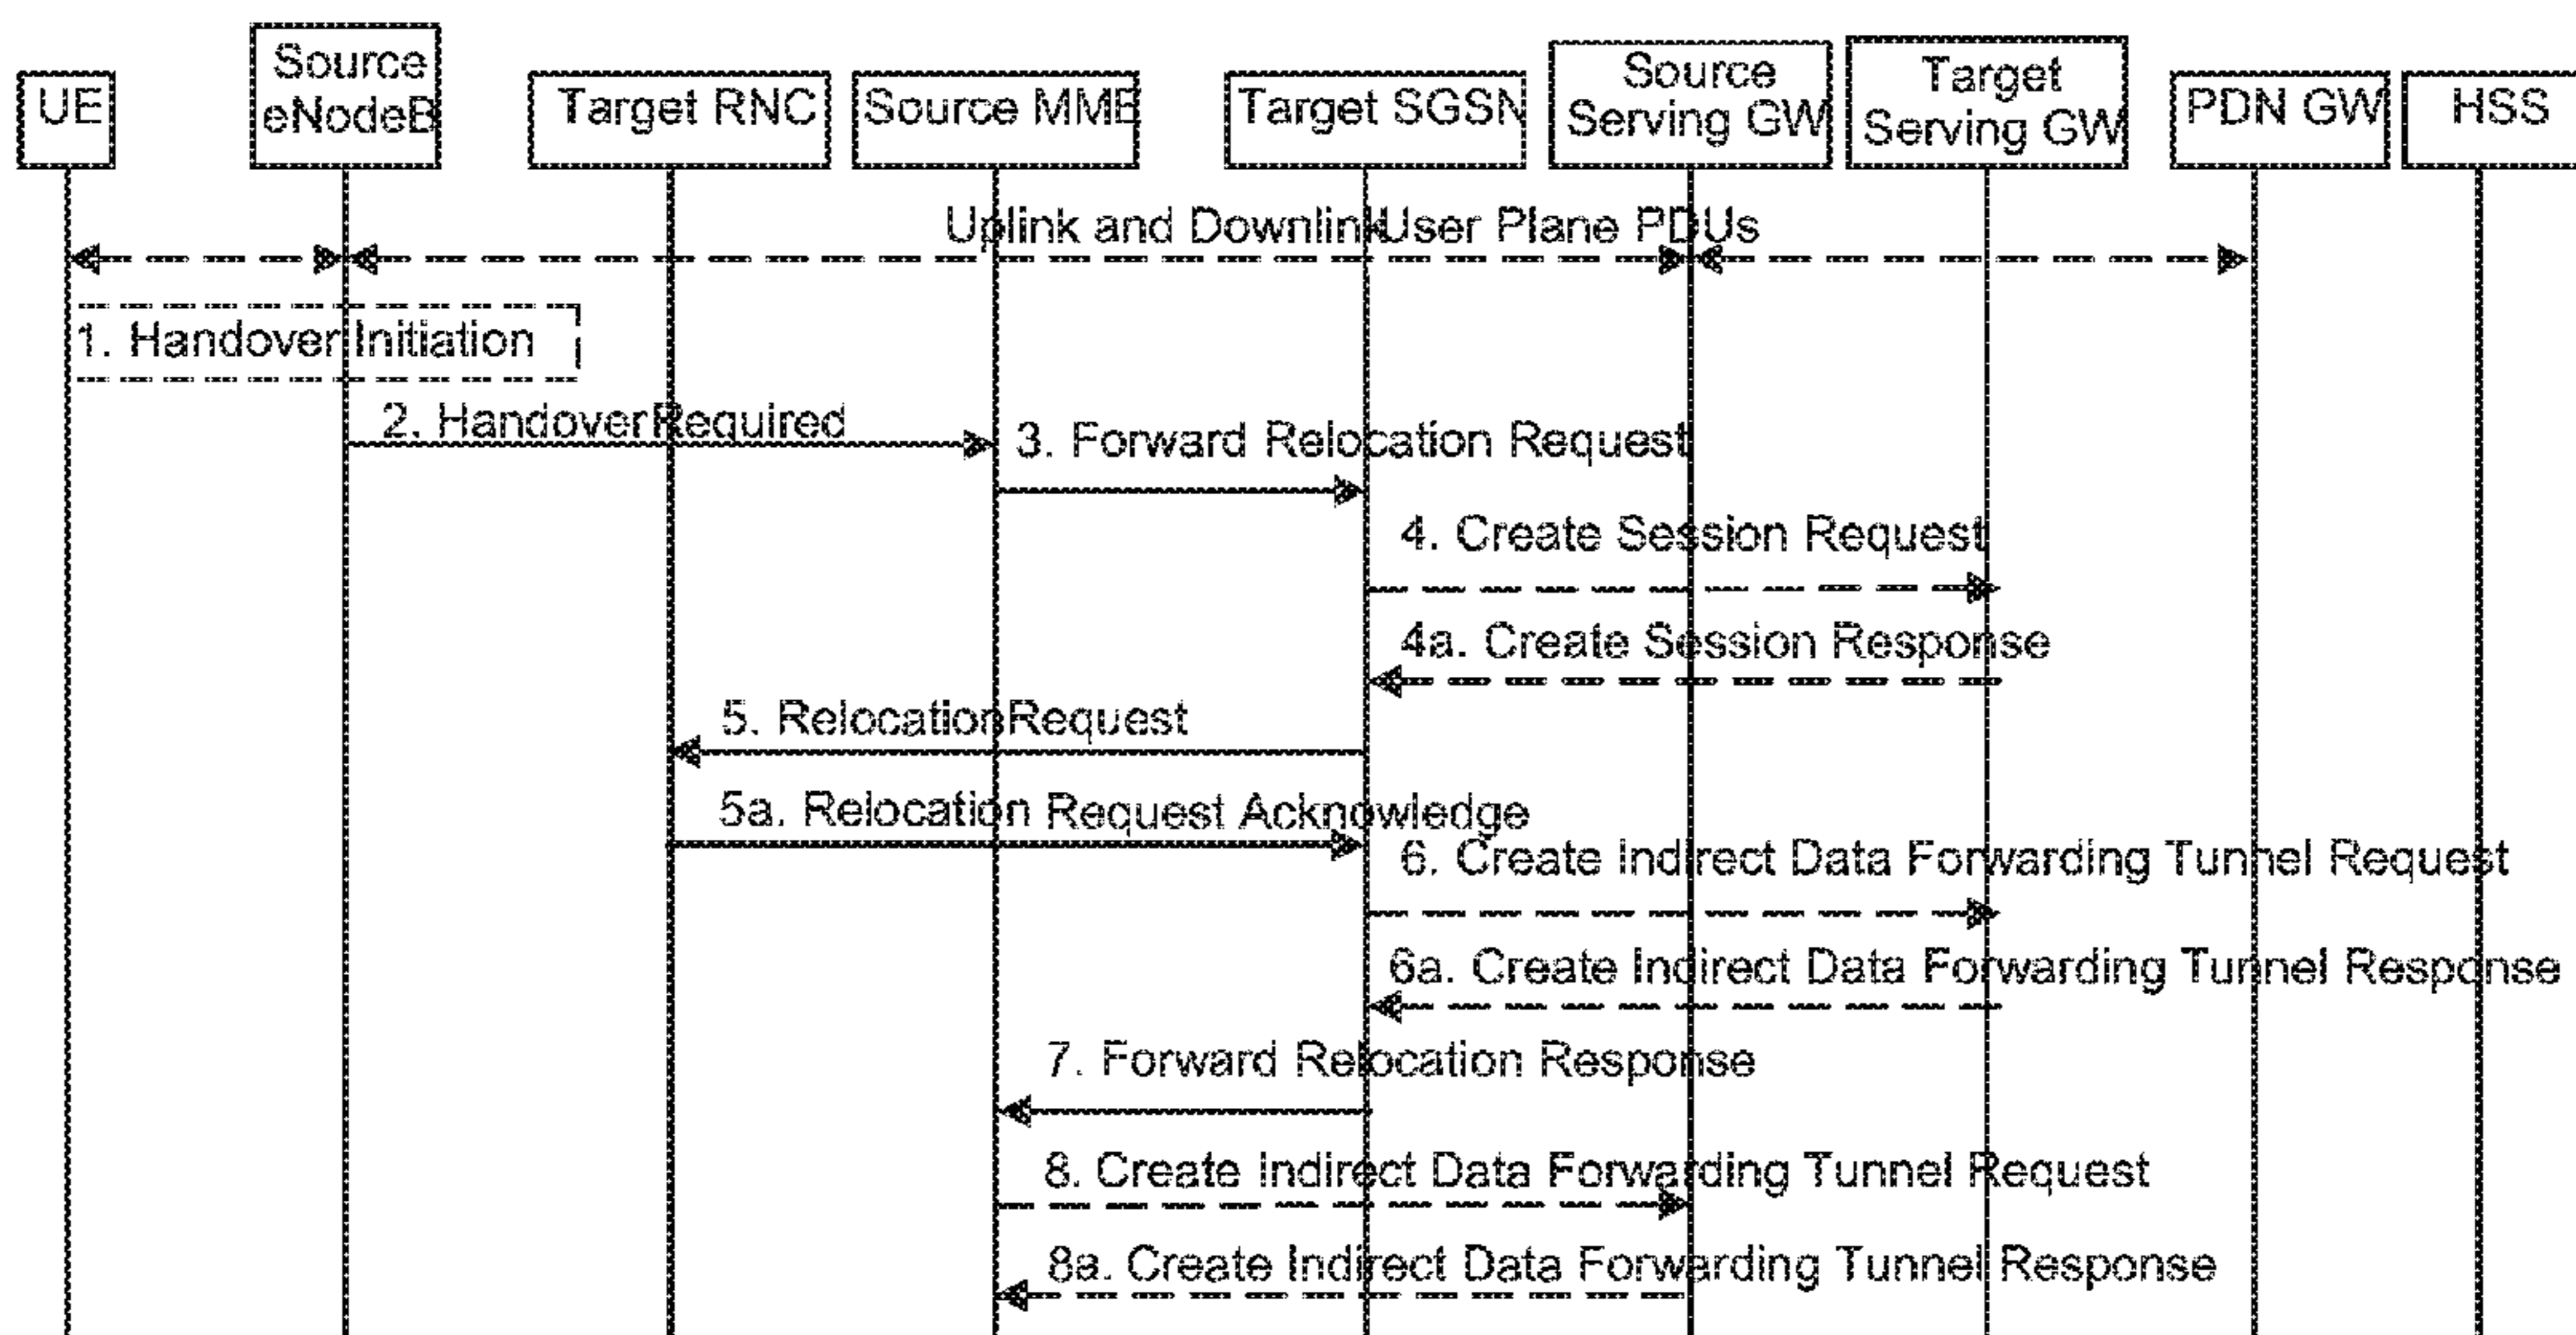 UE
Source
eNodeB
Target RNC
Source MME
Target SGSN
Source
Serving GW
Target
Serving GW
PDN GW
HSS
Uplink and Downlink User Plane PDUs
1. Handover Initiation
2. Handover Required
3. Forward Relocation Request
4. Create Session Request
4a. Create Session Response
5. Relocation Request
5a. Relocation Request Acknowledge
6. Create Indirect Data Forwarding Tunnel Request
6a. Create Indirect Data Forwarding Tunnel Response
7. Forward Relocation Response
8. Create Indirect Data Forwarding Tunnel Request
8a. Create Indirect Data Forwarding Tunnel Response